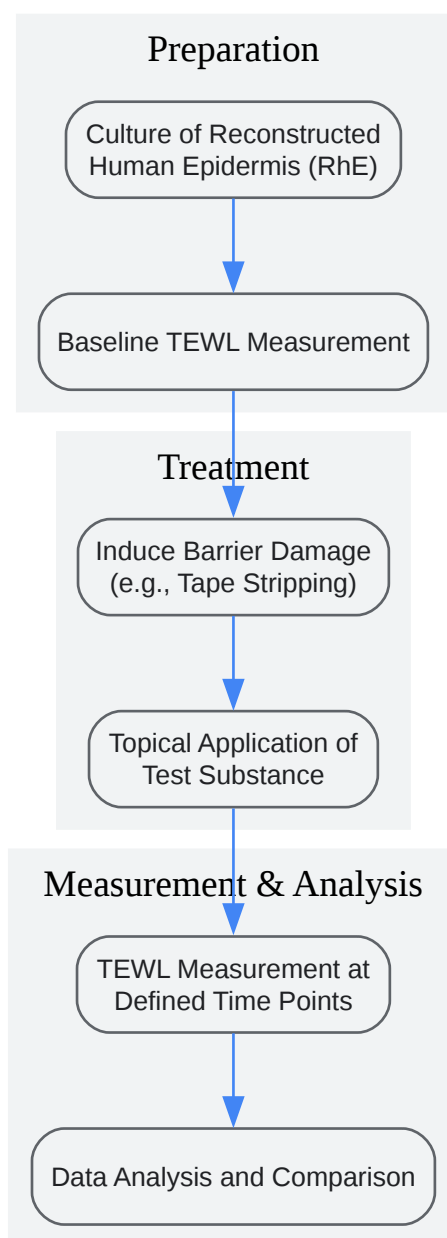 Preparation
Culture of Reconstructed
Human Epidermis (RhE)
Baseline TEWL Measurement
Treatment
Induce Barrier Damage
(e.g., Tape Stripping)
Topical Application of
Test Substance
Measurement & Analysis
TEWL Measurement at
Defined Time Points
Data Analysis and Comparison